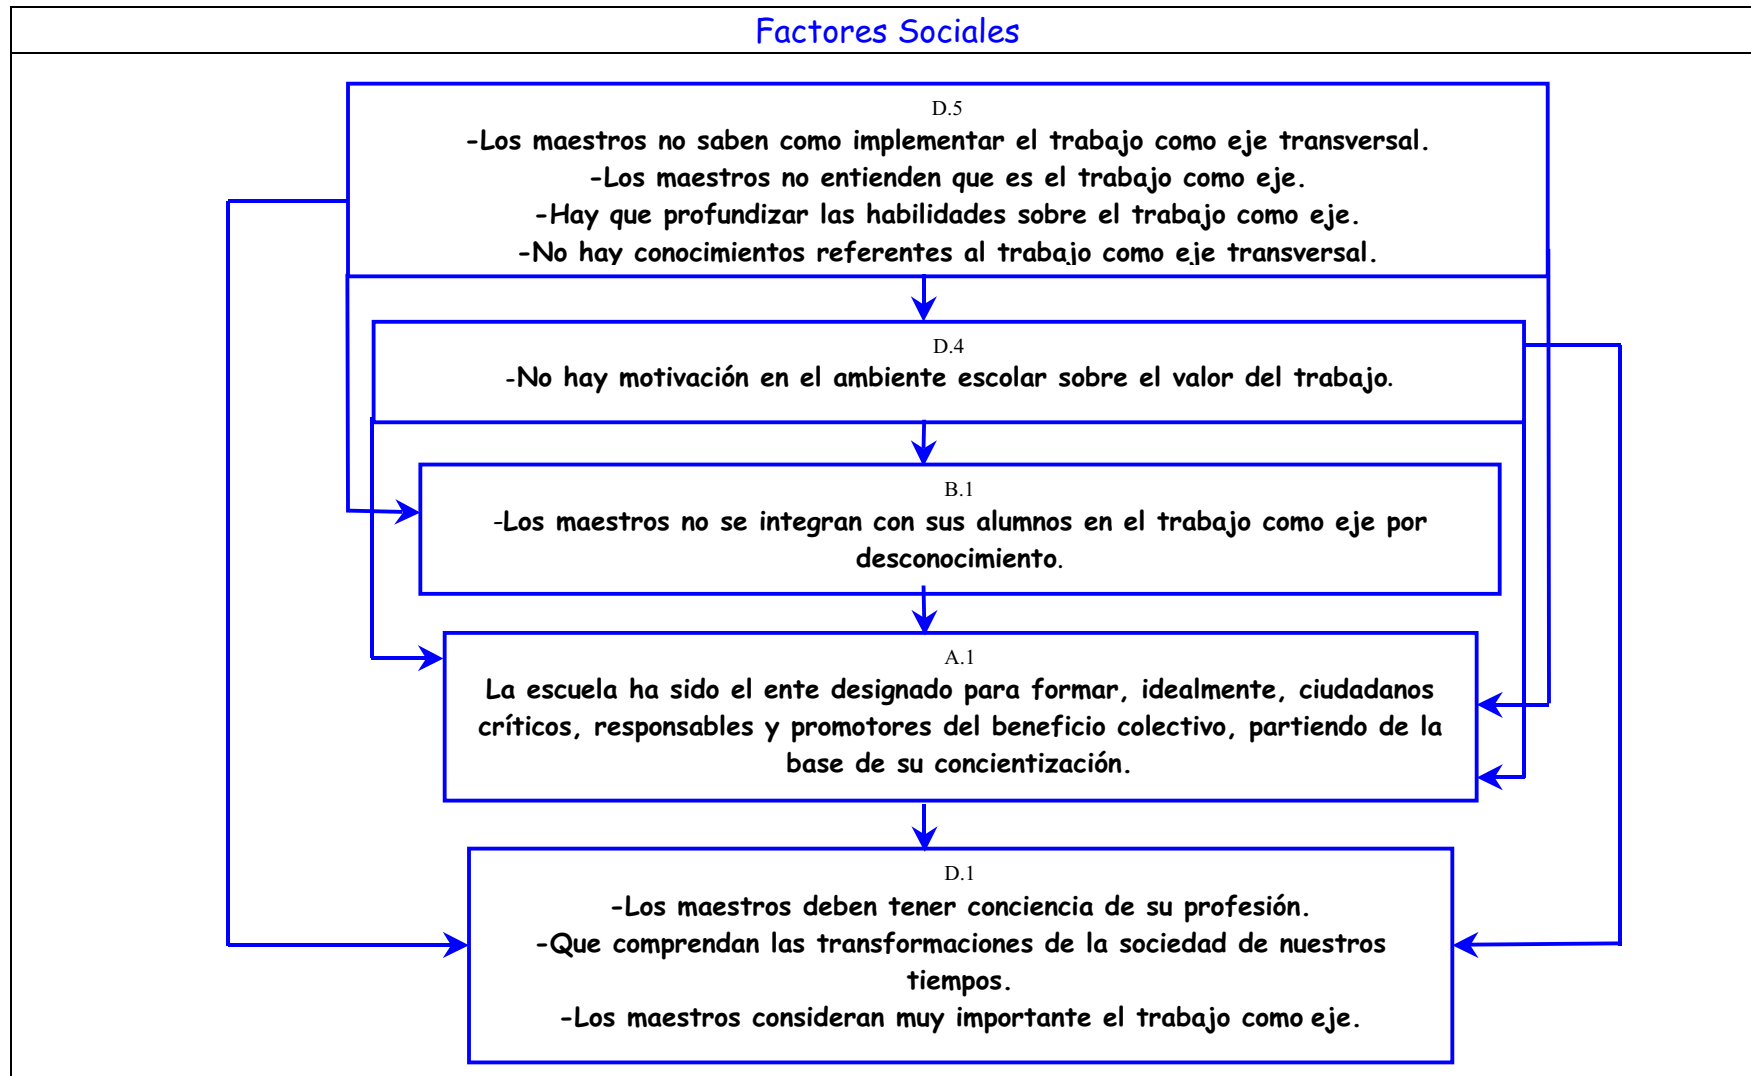 Factores Sociales
D.5
-Los maestros no saben como implementar el trabajo como eje transversal.
-Los maestros no entienden que es el trabajo como eje.
-Hay que profundizar las habilidades sobre el trabajo como eje.
-No hay conocimientos referentes al trabajo como eje transversal.
D.4
-No hay motivación en el ambiente escolar sobre el valor del trabajo.
B.1
-Los maestros no se integran con sus alumnos en el trabajo como eje por
desconocimiento.
A.1
La escuela ha sido el ente designado para formar, idealmente, ciudadanos
críticos, responsables y promotores del beneficio colectivo, partiendo de la
base de su concientización.
D.1
-Los maestros deben tener conciencia de su profesión.
-Que comprendan las transformaciones de la sociedad de nuestros
tiempos.
-Los maestros consideran muy importante el trabajo como eje.